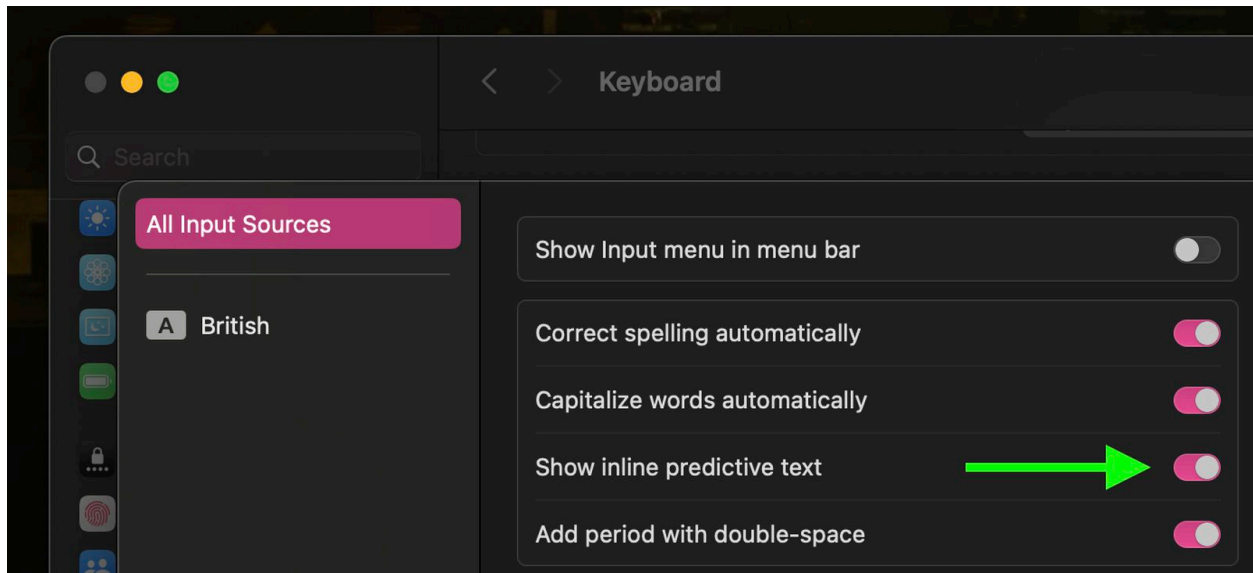 Keyboard
Search
All Input Sources
A British
Show Input menu in menu bar
Correct spelling automatically
Capitalize words automatically
Show inline predictive text
Add period with double-space